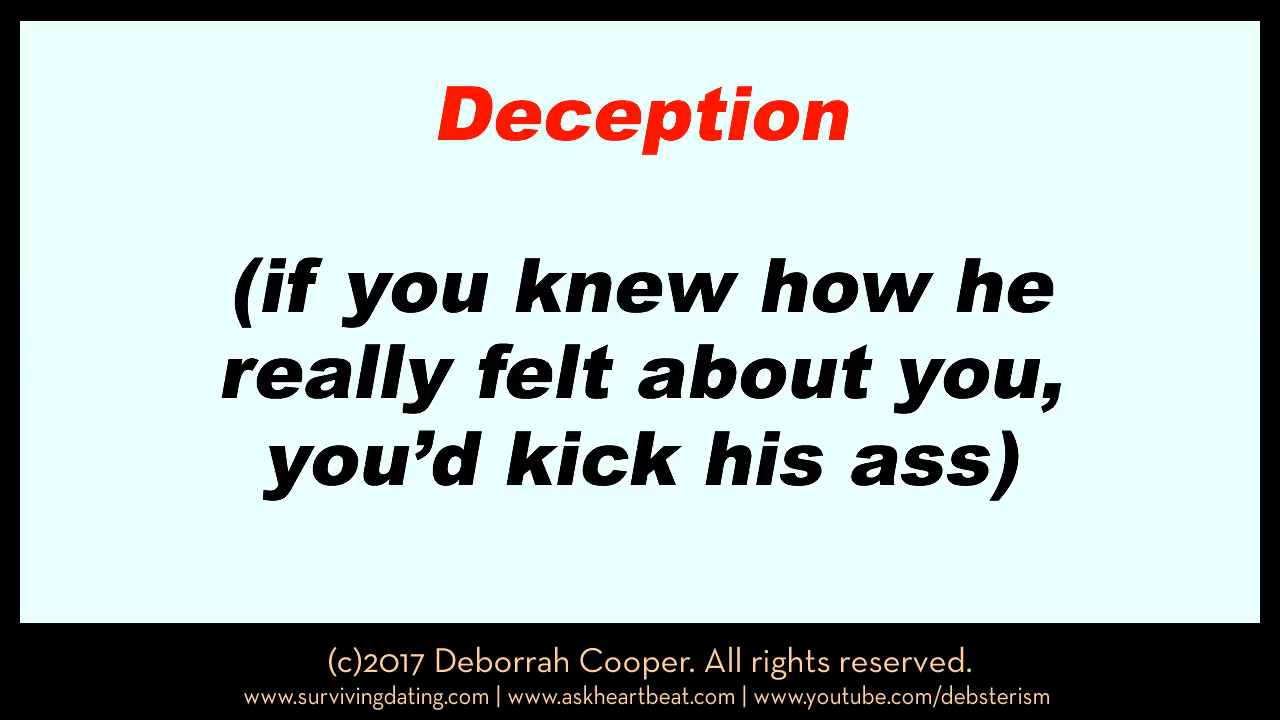 Deception
(if you knew how he
really felt about you,
you’d kick his ass)
(c)2017 Deborrah Cooper. All rights reserved.
www.survivingdating.com | www.askheartbeat.com | www.youtube.com/debsterism